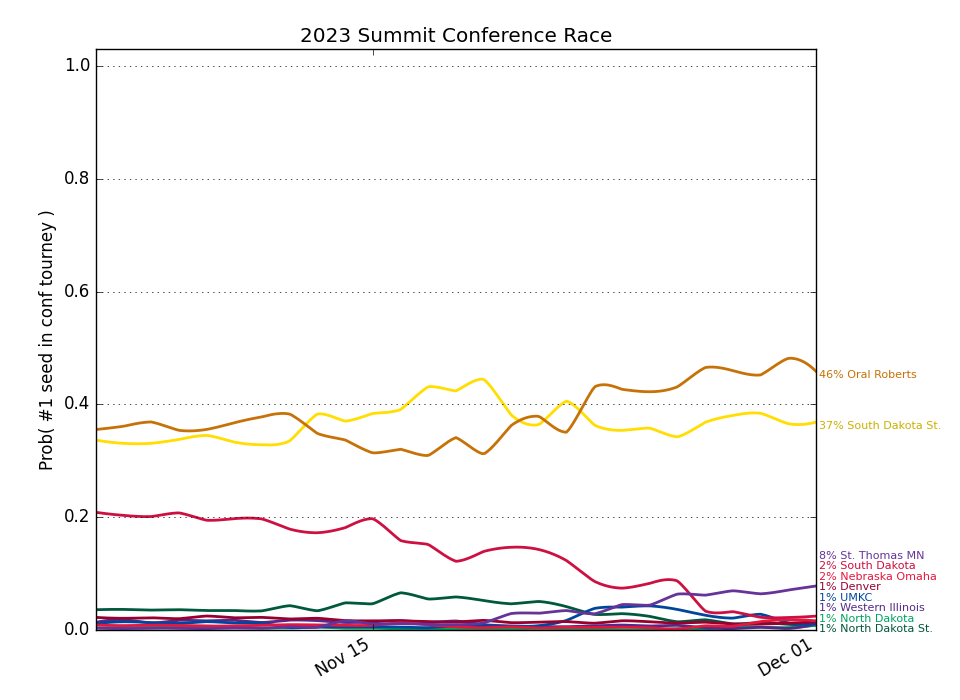 2023 Summit Conference Race
Prob( #1 seed in conf tourney )
1.0
0.8
0.6
0.4
0.2
0.0
Nov 15
Dec 01
46% Oral Roberts
37% South Dakota St.
8% St. Thomas MN
2% South Dakota
2% Nebraska Omaha
1% Denver
1% UMKC
1% Western Illinois
1% North Dakota
1% North Dakota St.